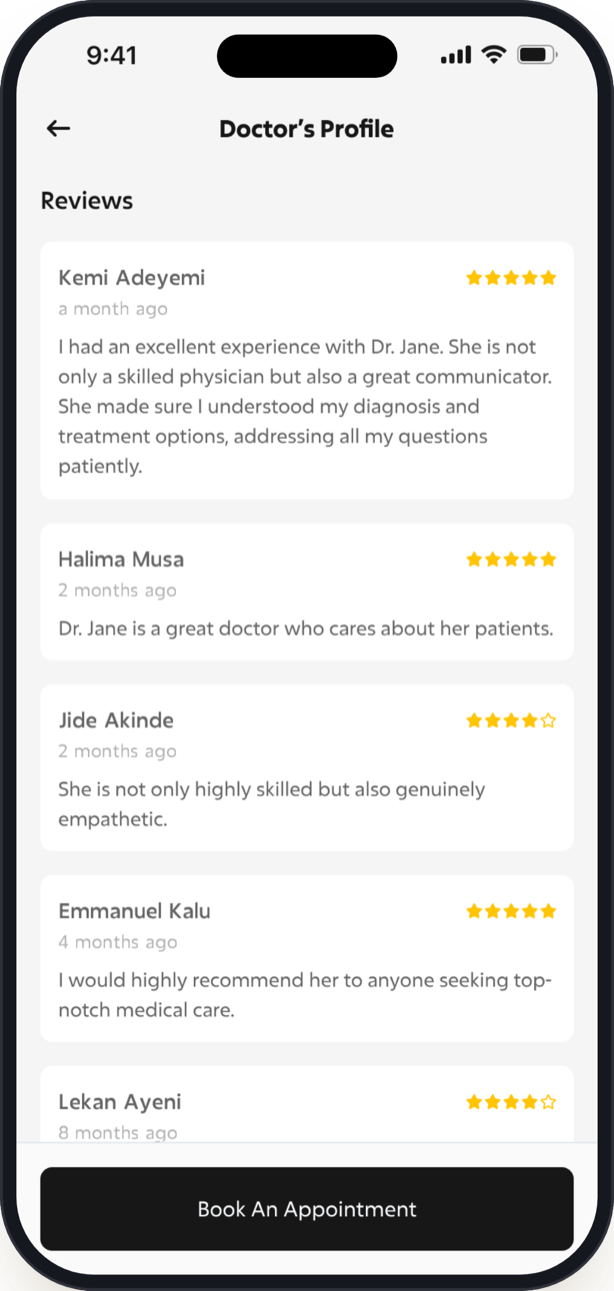 9:41
Doctor’s Profile
Reviews
Kemi Adeyemi
a month ago
I had an excellent experience with Dr. Jane. She is not
only a skilled physician but also a great communicator.
She made sure I understood my diagnosis and
treatment options, addressing all my questions
patiently.
Halima Musa
2 months ago
Dr. Jane is a great doctor who cares about her patients.
Jide Akinde
2 months ago
She is not only highly skilled but also genuinely
empathetic.
Emmanuel Kalu
4 months ago
I would highly recommend her to anyone seeking top-
notch medical care.
Lekan Ayeni
8 months ago
Book An Appointment